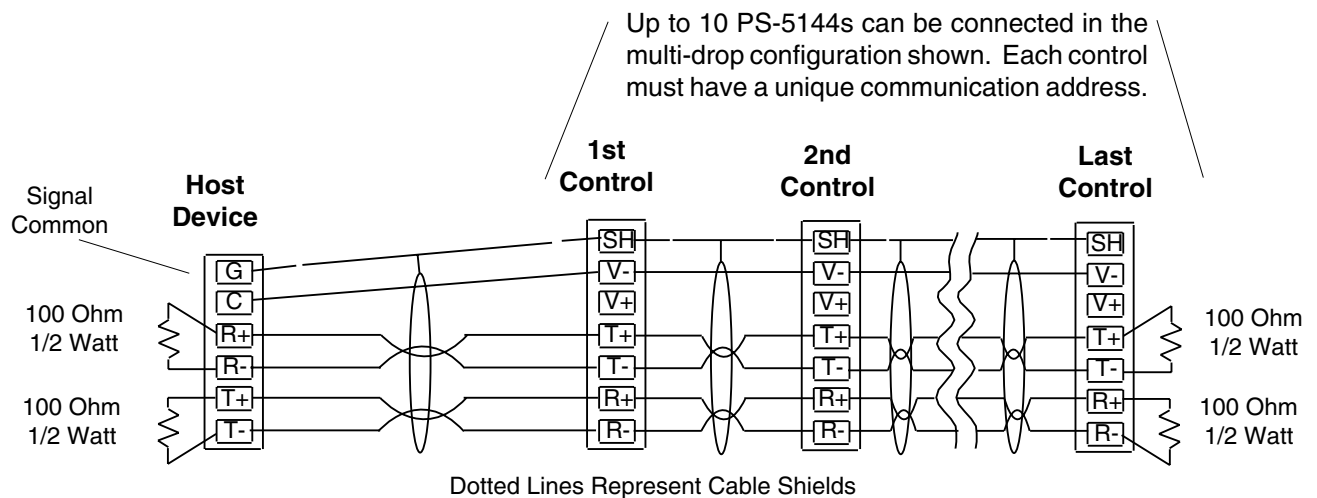 Up to 10 PS-5144s can be connected in the
multi-drop configuration shown. Each control
must have a unique communication address.
Signal
Common
Host
Device
1st
Control
2nd
Control
Last
Control
G
C
R+
R-
T+
T-
SH
V-
V+
T+
T-
R+
R-
SH
V-
V+
T+
T-
R+
R-
SH
V-
V+
T+
T-
R+
R-
100 Ohm
1/2 Watt
100 Ohm
1/2 Watt
100 Ohm
1/2 Watt
100 Ohm
1/2 Watt
Dotted Lines Represent Cable Shields